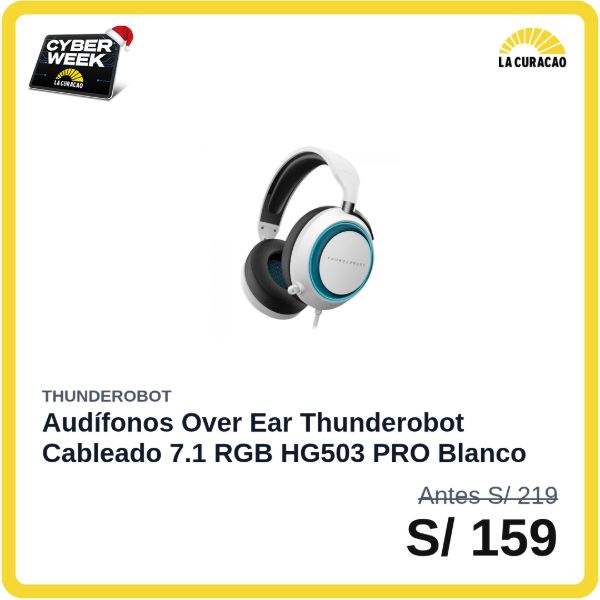 CYBER
WEEK
LA CURACAO
LA CURACAO
THUNDEROBOT
THUNDEROBOT
Audífonos Over Ear Thunderobot
Cableado 7.1 RGB HG503 PRO Blanco
Antes S/ 219
S/ 159